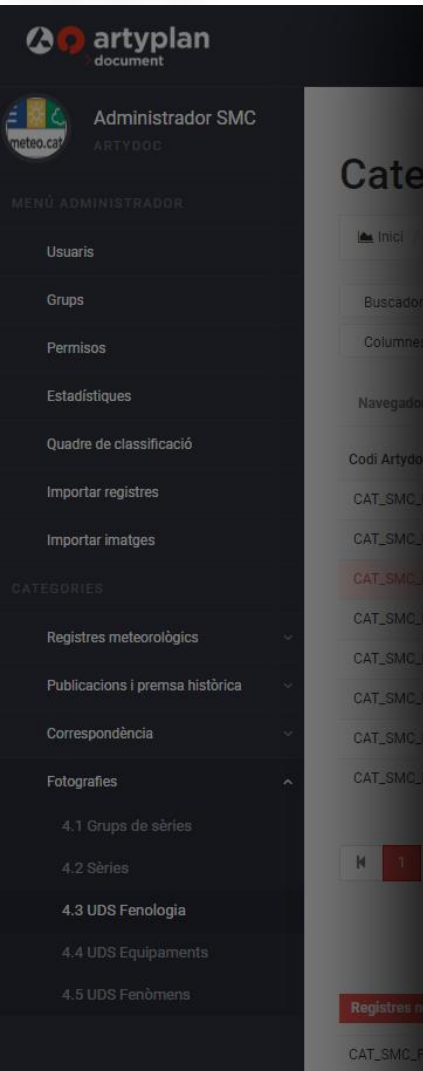 artyplan
document
meteo.cat
Administrador SMC
ARTYDOC
MENÚ ADMINISTRADOR
Usuaris
Grups
Permisos
Estadístiques
Quadre de classificació
Importar registres
Importar imatges
CATEGORIES
Registres meteorològics
Publicacions i premsa històrica
Correspondència
Fotografies
4.1 Grups de sèries
4.2 Sèries
4.3 UDS Fenologia
4.4 UDS Equipaments
4.5 UDS Fenòmens
Cate
Inici /
Buscador
Columnes
Navegador
Codi Artydo
CAT_SMC_
CAT_SMC_
CAT_SMC_
CAT_SMC_
CAT_SMC_
CAT_SMC_
CAT_SMC_
CAT_SMC_
1
Registres
CAT_SMC_F